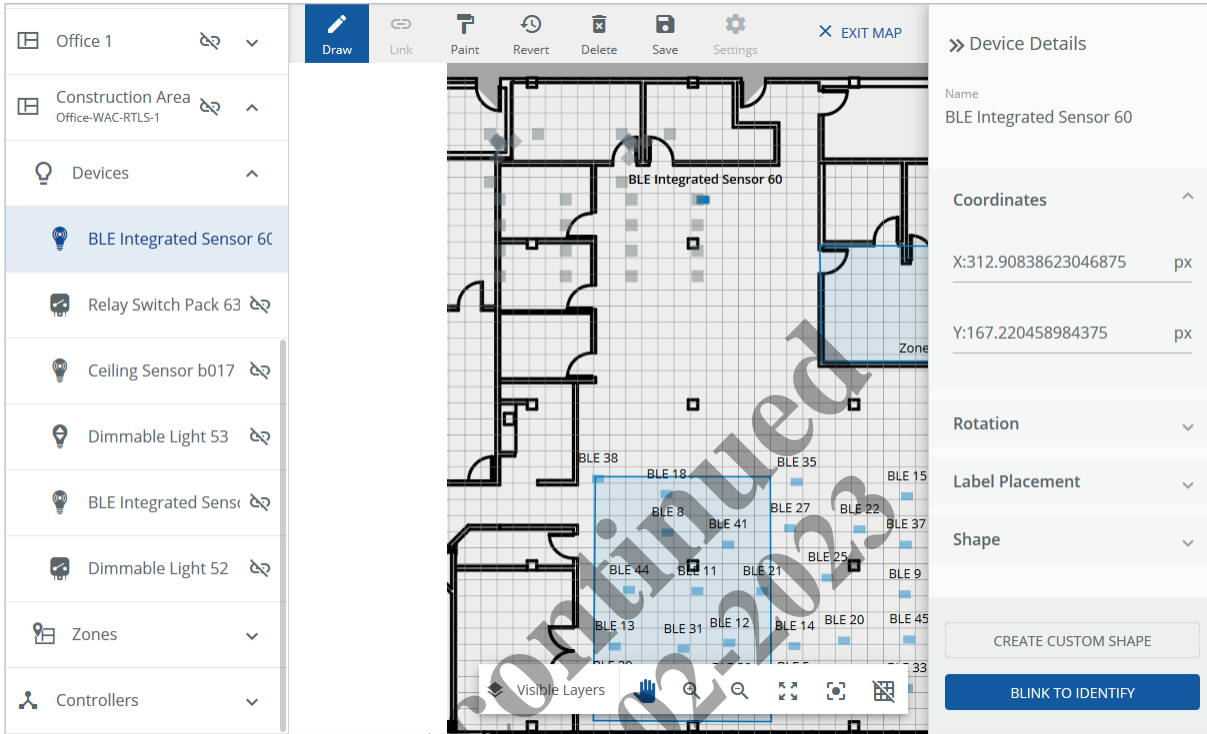 Office 1
Construction Area
Office-WAC-RTLS-1
Devices
BLE Integrated Sensor 60
Relay Switch Pack 63
Ceiling Sensor b017
Dimmable Light 53
BLE Integrated Sens
Dimmable Light 52
Zones
Controllers
Draw
Link
Paint
Revert
Delete
Save
Settings
EXIT MAP
BLE Integrated Sensor 60
Zone
BLE 38
BLE 18
BLE 35
BLE 15
BLE 8
BLE 27
BLE 22
BLE 41
BLE 37
BLE 25
BLE 44
BLE 11
BLE 21
BLE 9
BLE 13
BLE 31
BLE 12
BLE 14
BLE 20
BLE 45
33
continued
02-2023
Visible Layers
Device Details
Name
BLE Integrated Sensor 60
Coordinates
X:312.90838623046875 px
Y:167.220458984375 px
Rotation
Label Placement
Shape
CREATE CUSTOM SHAPE
BLINK TO IDENTIFY